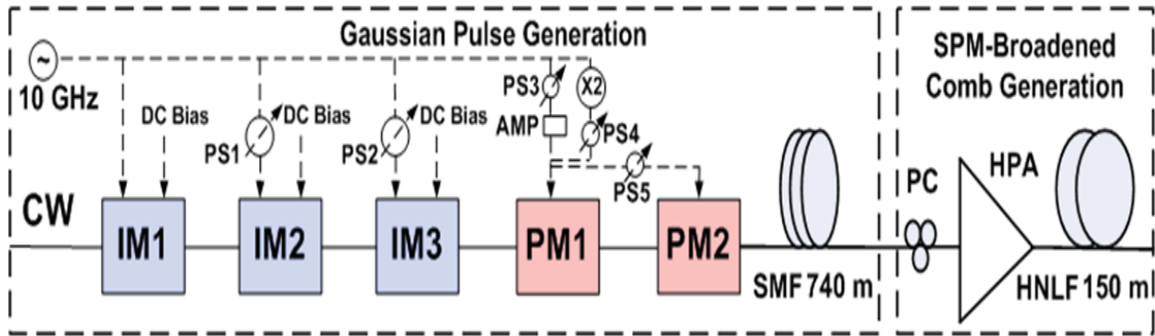 Gaussian Pulse Generation
SPM-Broadened
Comb Generation
~
10 GHz
DC Bias
DC Bias
DC Bias
PS1
PS2
PS3
X2
AMP
PS4
PS5
CW
IM1
IM2
IM3
PM1
PM2
SMF 740 m
PC
HPA
HNLF 150 m